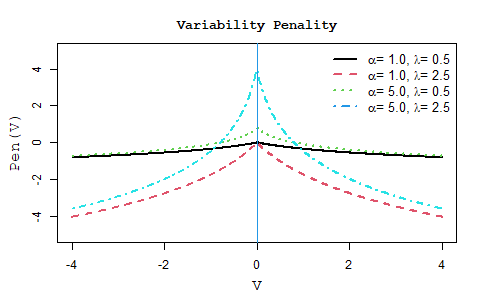 Variability Penality
α= 1.0, λ= 0.5
α= 1.0, λ= 2.5
α= 5.0, λ= 0.5
α= 5.0, λ= 2.5
Pen(V)
4
2
0
-2
-4
-4 -2 0 2 4
V